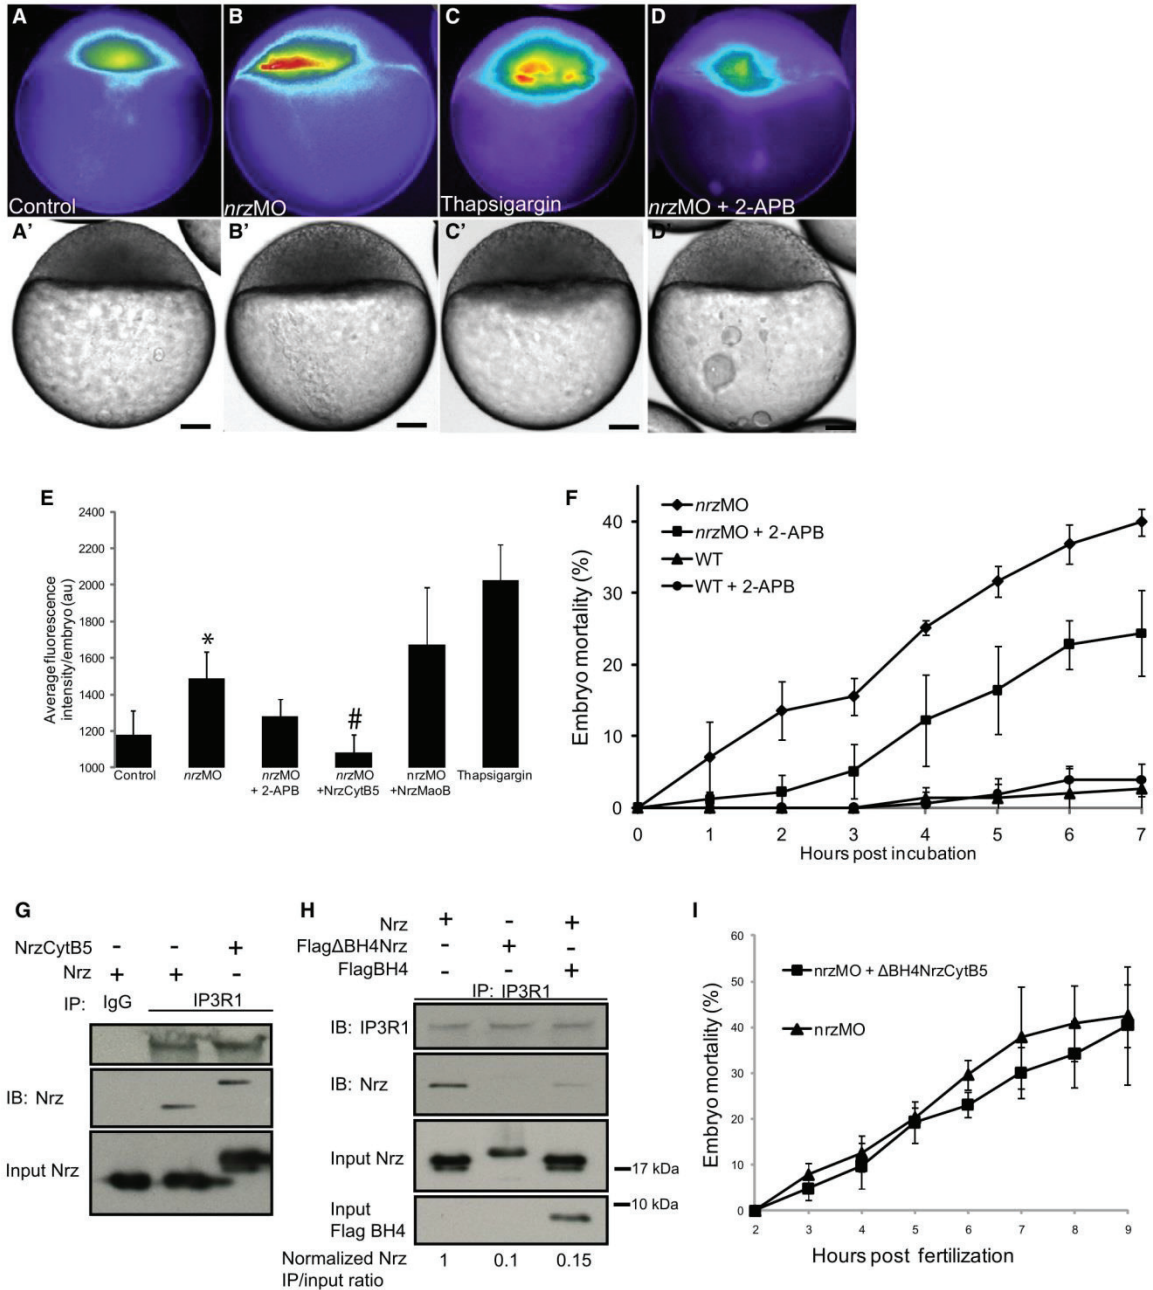 A
B
C
D
Control
nrzMO
Thapsigargin
nrzMO + 2-APB
A'
B'
C'
D'
E
Average fluorescence
intensity/embryo (au)
2400
2200
2000
1800
1600
1400
1200
1000
*
#
Control
nrzMO
nrzMO
+ 2-APB
nrzMO
+NrzCytB5
nrzMO
+NrzMaoB
Thapsigargin
F
Embryo mortality (%)
nrzMO
nrzMO + 2-APB
WT
WT + 2-APB
40
30
20
10
0
0 1 2 3 4 5 6 7
Hours post incubation
G
NrzCytB5 - - +
Nrz + + -
IP: IgG IP3R1
IB: Nrz
Input Nrz
H
Nrz + - +
FlagΔBH4Nrz - + -
FlagBH4 - - +
IP: IP3R1
IB: IP3R1
IB: Nrz
Input Nrz
17 kDa
10 kDa
Input
Flag BH4
Normalized Nrz 1 0.1 0.15
IP/input ratio
I
Embryo mortality (%)
nrzMO + ΔBH4NrzCytB5
nrzMO
60
50
40
30
20
10
0
2 3 4 5 6 7 8 9
Hours post fertilization